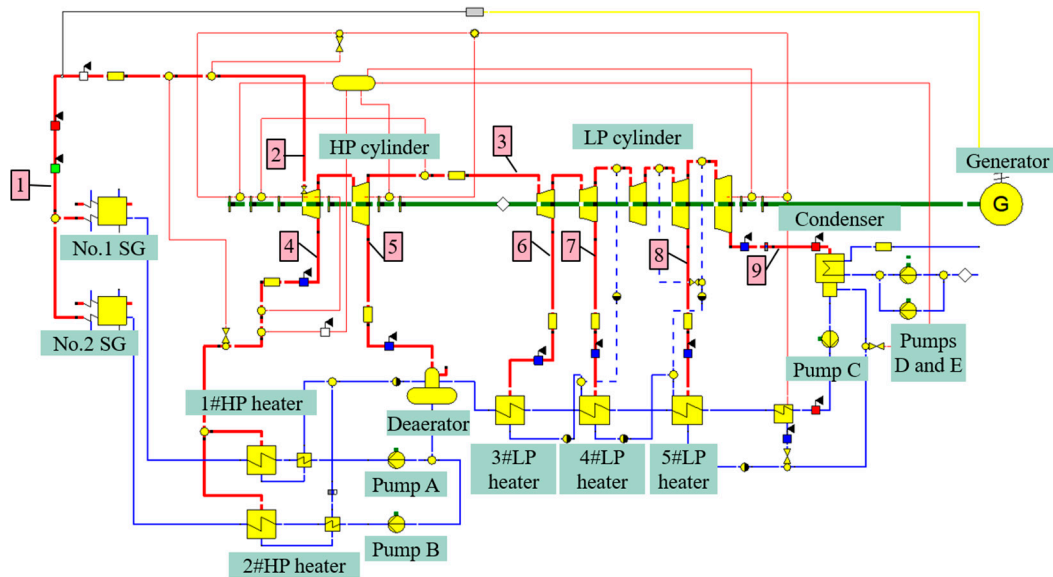 3
2
HP cylinder
LP cylinder
Generator
1
G
4
5
6
7
8
Condenser
9
No.1 SG
No.2 SG
Pumps
D and E
Pump C
1#HP heater
Deaerator
3#LP
heater
4#LP
heater
5#LP
heater
Pump A
Pump B
2#HP heater